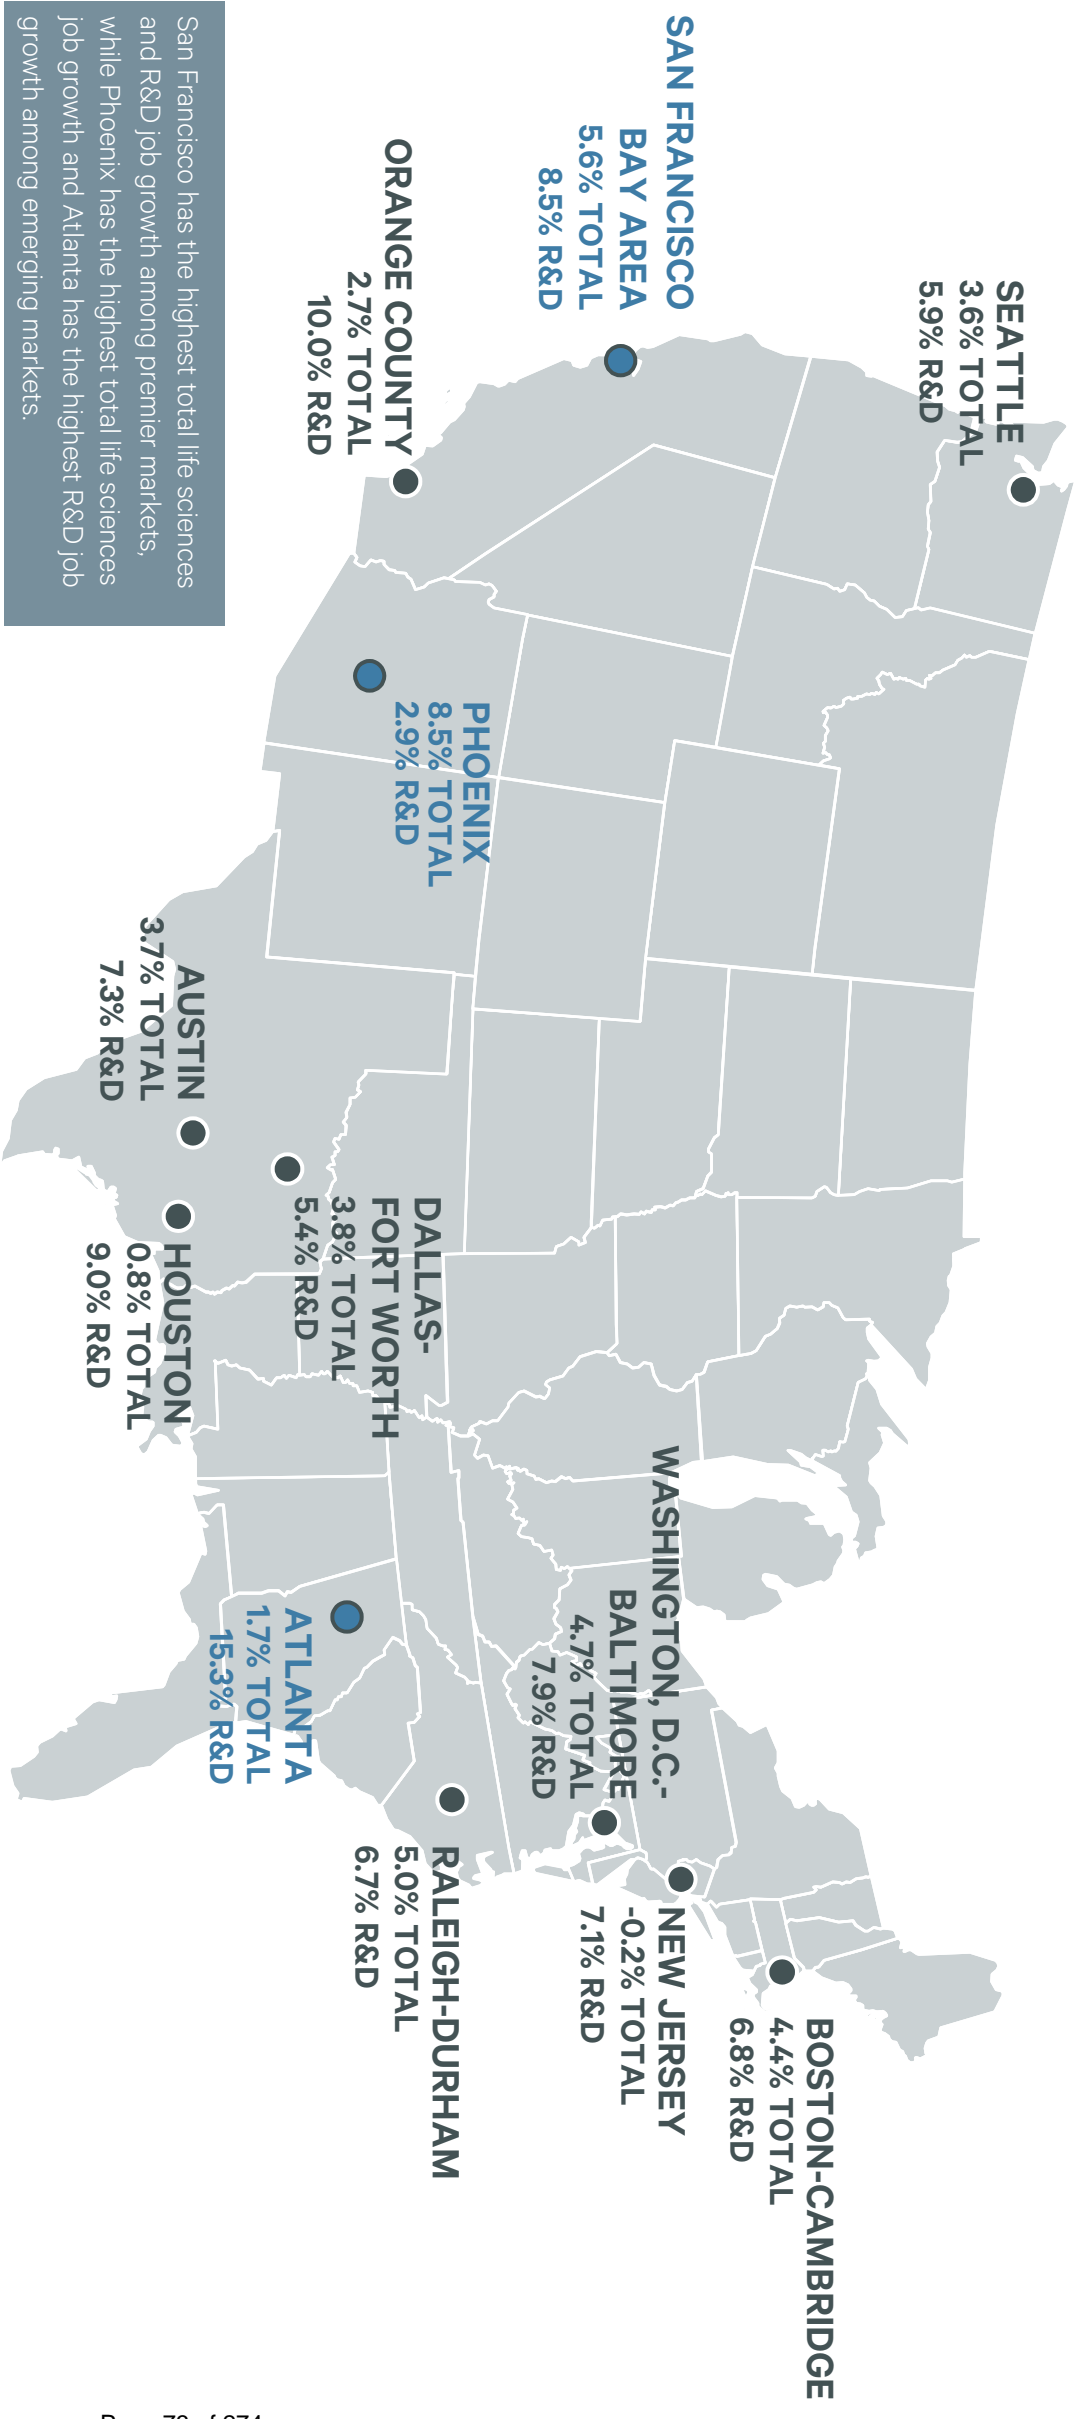 SEATTLE
3.6% TOTAL
5.9% R&D
SAN FRANCISCO
BAY AREA
5.6% TOTAL
8.5% R&D
ORANGE COUNTY
2.7% TOTAL
10.0% R&D
PHOENIX
8.5% TOTAL
2.9% R&D
AUSTIN
3.7% TOTAL
7.3% R&D
DALLAS-
FORT WORTH
3.8% TOTAL
5.4% R&D
HOUSTON
0.8% TOTAL
9.0% R&D
WASHINGTON, D.C.-
BALTIMORE
4.7% TOTAL
7.9% R&D
ATLANTA
1.7% TOTAL
15.3% R&D
RALEIGH-DURHAM
5.0% TOTAL
6.7% R&D
NEW JERSEY
-0.2% TOTAL
7.1% R&D
BOSTON-CAMBRIDGE
4.4% TOTAL
6.8% R&D
San Francisco has the highest total life sciences
and R&D job growth among premier markets,
while Phoenix has the highest total life sciences
job growth and Atlanta has the highest R&D job
growth among emerging markets.